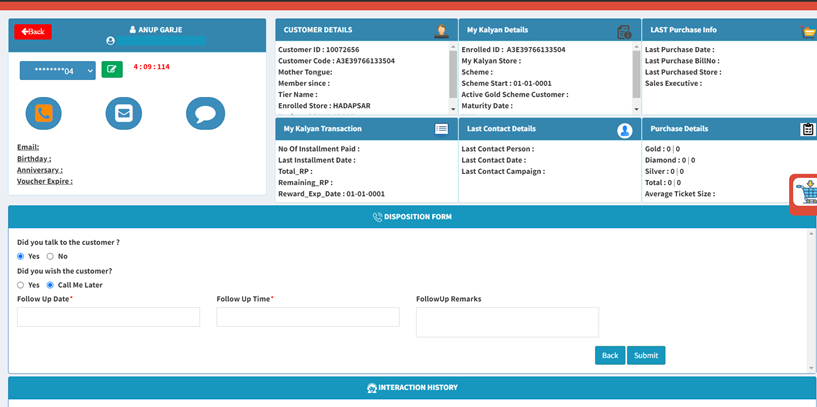 Back
ANUP GARJE
********04
4 : 09 : 114
Email:
Birthday :
Anniversary :
Voucher Expire :
CUSTOMER DETAILS
Customer ID : 10072656
Customer Code : A3E39766133504
Mother Tongue:
Member since :
Tier Name :
Enrolled Store : HADAPSAR
My Kalyan Details
Enrolled ID : A3E39766133504
My Kalyan Store :
Scheme :
Scheme Start : 01-01-0001
Active Gold Scheme Customer :
Maturity Date :
LAST Purchase Info
Last Purchase Date :
Last Purchase BillNo :
Last Purchased Store :
Sales Executive :
My Kalyan Transaction
No Of Installment Paid :
Last Installment Date :
Total_RP :
Remaining_RP :
Reward_Exp_Date : 01-01-0001
Last Contact Details
Last Contact Person :
Last Contact Date :
Last Contact Campaign :
Purchase Details
Gold : 0 | 0
Diamond : 0 | 0
Silver : 0 | 0
Total : 0 | 0
Average Ticket Size :
DISPOSITION FORM
Did you talk to the customer ?
Yes No
Did you wish the customer?
Yes Call Me Later
Follow Up Date* Follow Up Time* FollowUp Remarks
Back Submit
INTERACTION HISTORY